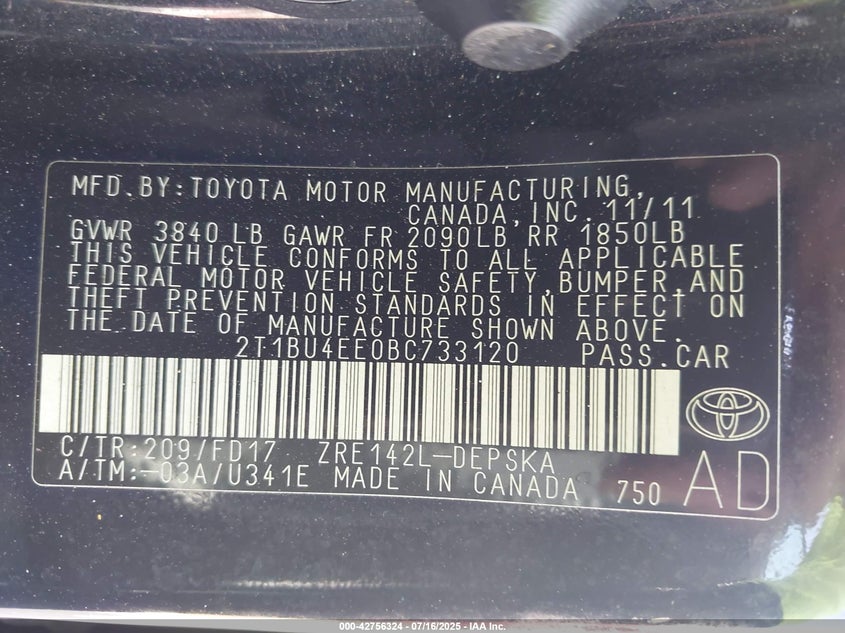 MFD.BY:TOYOTA MOTOR MANUFACTURING,
CANADA,INC. 11/11
GVWR 3840 LB GAWR FR 2090LB RR 1850LB
THIS VEHICLE CONFORMS TO ALL APPLICABLE
FEDERAL MOTOR VEHICLE SAFETY,BUMPER,AND
THEFT PREVENTION STANDARDS IN EFFECT ON
THE DATE OF MANUFACTURE SHOWN ABOVE.
2T1BU4EE0BC733120 PASS.CAR
C/TR:209/FD17 ZRE142L-DEPSKA
A/TM:-03A/U341E MADE IN CANADA 750
AD
000-42756324 - 07/16/2025 - IAA Inc.